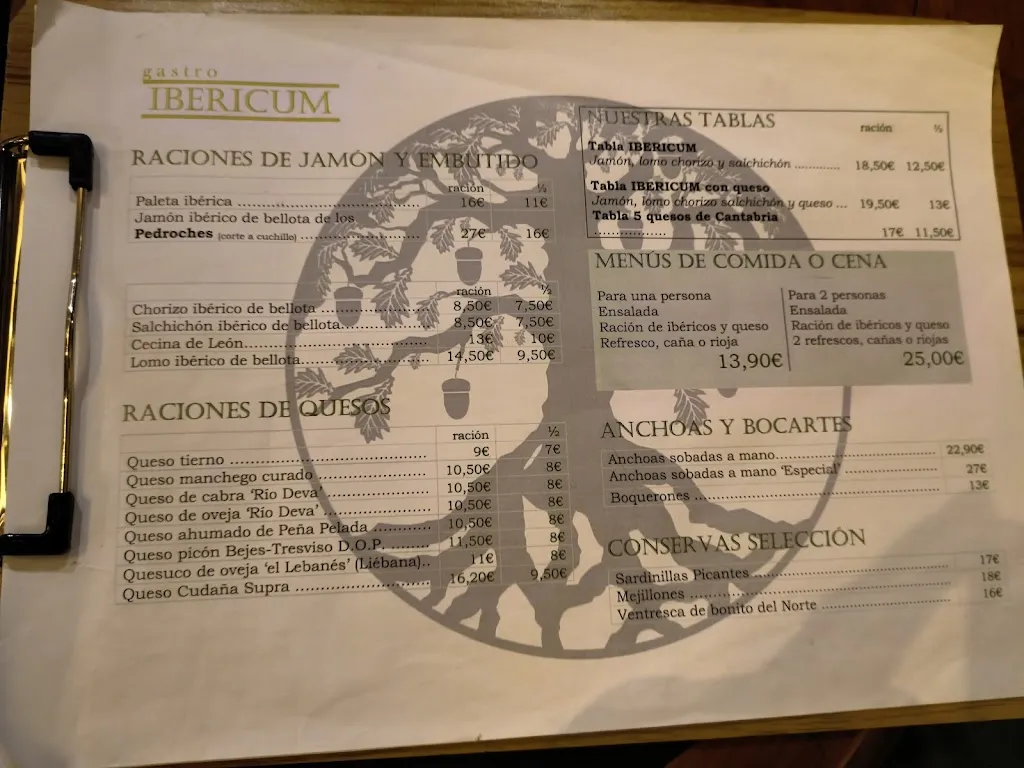 gastro
IBERICUM
RACIONES DE JAMÓN Y EMBUTIDO
ración ½
Paleta ibérica .......................................... 16€ 11€
Jamón ibérico de bellota de los
Pedroches (corte a cuchillo) ........................... 27€ 16€
ración ½
Chorizo ibérico de bellota ........................ 8,50€ 7,50€
Salchichón ibérico de bellota..................... 8,50€ 7,50€
Cecina de León........................................ 13€ 10€
Lomo ibérico de bellota............................ 14,50€ 9,50€
RACIONES DE QUESOS
ración ½
Queso tierno ............................................ 9€ 7€
Queso manchego curado ......................... 10,50€ 8€
Queso de cabra ‘Río Deva’ ....................... 10,50€ 8€
Queso de oveja ‘Río Deva’ ....................... 10,50€ 8€
Queso ahumado de Peña Pelada ............. 10,50€ 8€
Queso picón Bejes-Tresviso D.O.P........... 11,50€ 8€
Quesuco de oveja ‘el Lebanés’ (Liébana).. 11€ 8€
Queso Cudaña Supra .............................. 16,20€ 9,50€
NUESTRAS TABLAS
ración ½
Tabla IBERICUM
Jamón, lomo chorizo y salchichón ........... 18,50€ 12,50€
Tabla IBERICUM con queso
Jamón, lomo chorizo salchichón y queso ... 19,50€ 13€
Tabla 5 quesos de Cantabria
................. 17€ 11,50€
MENÚS DE COMIDA O CENA
Para una persona
Ensalada
Ración de ibéricos y queso
Refresco, caña o rioja
13,90€
Para 2 personas
Ensalada
Ración de ibéricos y queso
2 refrescos, cañas o riojas
25,00€
ANCHOAS Y BOCARTES
Anchoas sobadas a mano....................................... 22,90€
Anchoas sobadas a mano ‘Especial’ ...................... 27€
Boquerones ........................................................... 13€
CONSERVAS SELECCIÓN
Sardinillas Picantes............................................... 17€
Mejillones .............................................................. 18€
Ventresca de bonito del Norte ................................ 16€